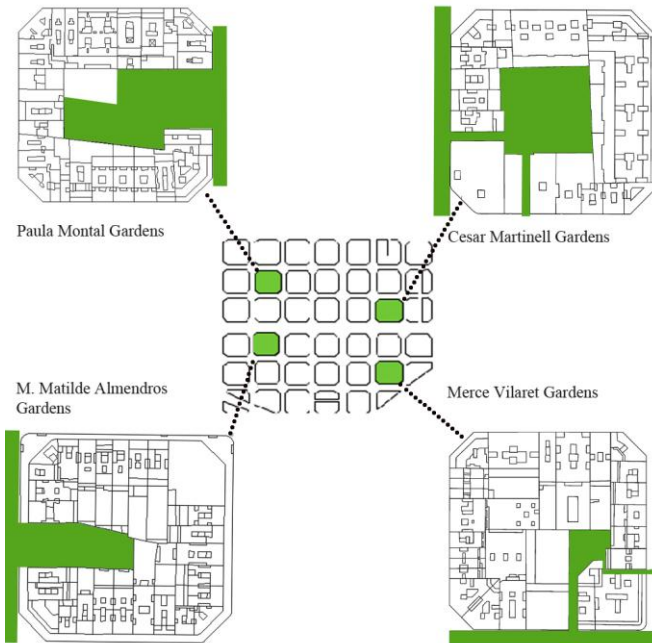 Paula Montal Gardens
Cesar Martinell Gardens
M. Matilde Almendros
Gardens
Merce Vilaret Gardens